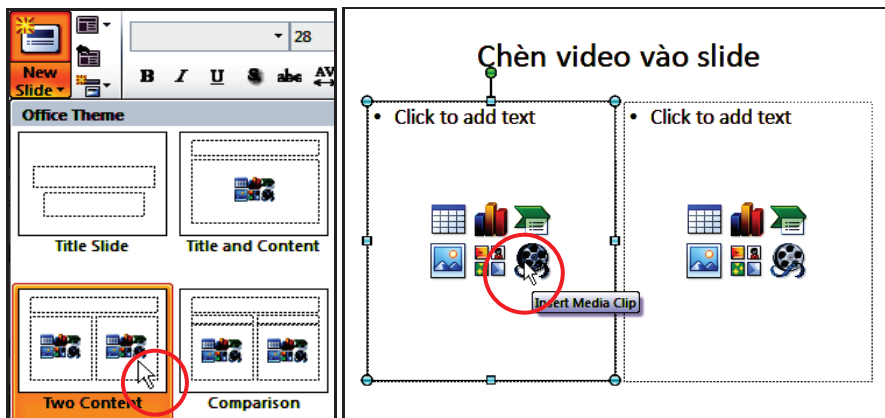 28
New
Slide
B I U S abc AV
Office Theme
Title Slide
Title and Content
Two Content
Comparison
Chèn video vào slide
• Click to add text
• Click to add text
Insert Media Clip